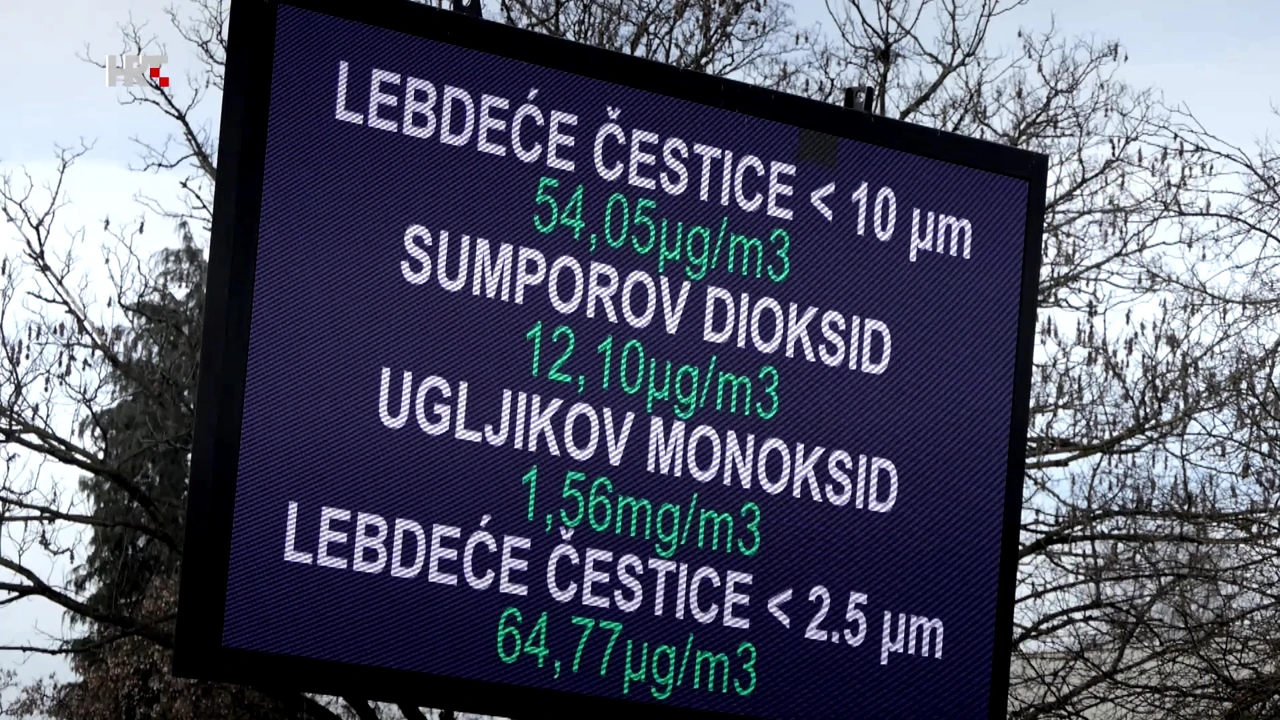 HRT
LEBDEĆE ČESTICE < 10 µm
54,05µg/m3
SUMPOROV DIOKSID
12,10µg/m3
UGLJIKOV MONOKSID
1,56mg/m3
LEBDEĆE ČESTICE < 2.5 µm
64,77µg/m3